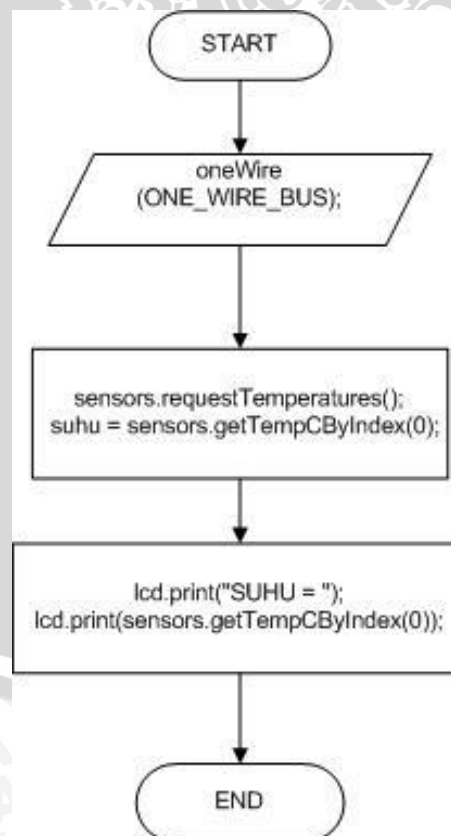 START
oneWire
(ONE_WIRE_BUS);
sensors.requestTemperatures();
suhu = sensors.getTempCByIndex(0);
lcd.print("SUHU = ");
lcd.print(sensors.getTempCByIndex(0));
END